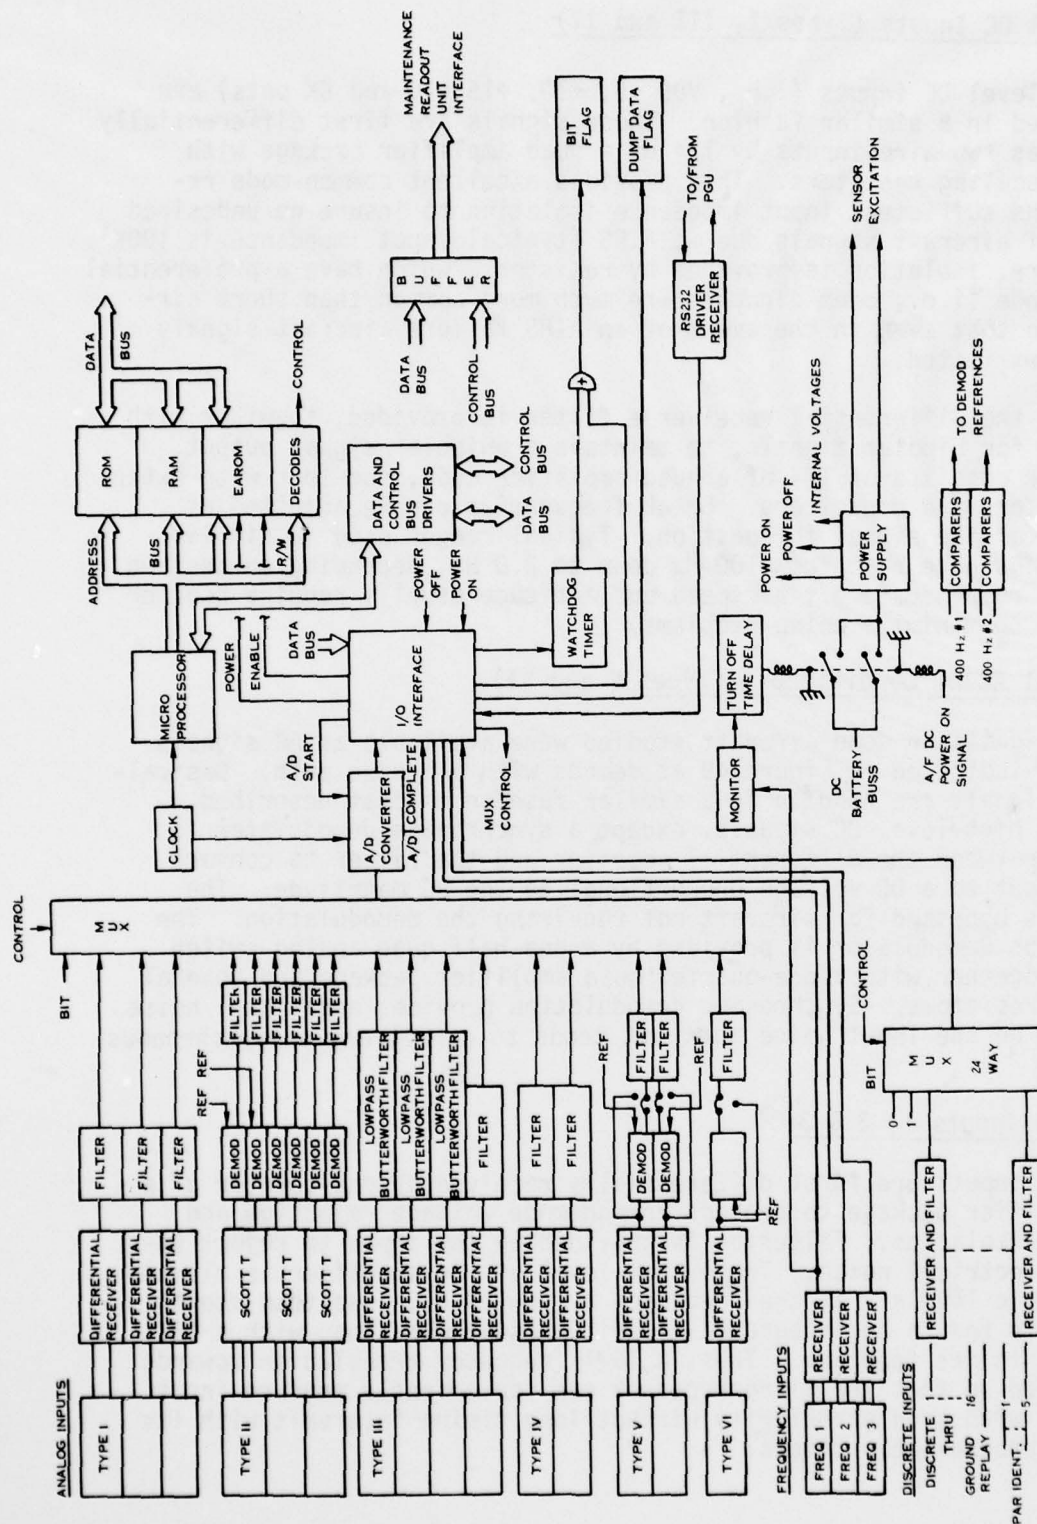 ANALOG INPUTS
TYPE I
TYPE II
TYPE III
TYPE IV
TYPE V
TYPE VI
FREQUENCY INPUTS
FREQ 1
FREQ 2
FREQ 3
DISCRETE INPUTS
DISCRETE 1
THRU
GROUND 16
REPLAY
PAR IDENT. 1
5
DIFFERENTIAL
RECEIVER
DIFFERENTIAL
RECEIVER
DIFFERENTIAL
RECEIVER
SCOTT T
SCOTT T
SCOTT T
DIFFERENTIAL
RECEIVER
DIFFERENTIAL
RECEIVER
DIFFERENTIAL
RECEIVER
DIFFERENTIAL
RECEIVER
DIFFERENTIAL
RECEIVER
DIFFERENTIAL
RECEIVER
DIFFERENTIAL
RECEIVER
DIFFERENTIAL
RECEIVER
DIFFERENTIAL
RECEIVER
RECEIVER
RECEIVER
RECEIVER
RECEIVER AND FILTER
RECEIVER AND FILTER
FILTER
FILTER
FILTER
REF
REF
DEMOD
DEMOD
DEMOD
DEMOD
DEMOD
DEMOD
FILTER
FILTER
FILTER
FILTER
FILTER
FILTER
LOWPASS
BUTTERWORTH FILTER
LOWPASS
BUTTERWORTH FILTER
LOWPASS
BUTTERWORTH FILTER
FILTER
FILTER
FILTER
REF
DEMOD
DEMOD
FILTER
FILTER
REF
FILTER
REF
CONTROL
BIT
MUX
BIT
CONTROL
0
1
MUX
24
WAY
CLOCK
MICRO
PROCESSOR
A/D
CONVERTER
A/D
START
A/D COMPLETE
MUX
CONTROL
I/O
INTERFACE
POWER
ENABLE
DATA
BUS
POWER
OFF
POWER
ON
ADDRESS
BUS
R/W
ROM
RAM
EAROM
DECODES
CONTROL
DATA
BUS
DATA AND
CONTROL
BUS
DRIVERS
DATA
BUS
CONTROL
BUS
WATCHDOG
TIMER
DATA
BUS
CONTROL
BUS
BUFFER
MAINTENANCE
READOUT
UNIT
INTERFACE
+
BIT
FLAG
DUMP DATA
FLAG
RS232
DRIVER
RECEIVER
TO/FROM
PGU
MONITOR
TURN OFF
TIME DELAY
DC
BATTERY
BUSS
A/F DC
POWER ON
SIGNAL
POWER
SUPPLY
POWER ON
POWER OFF
INTERNAL VOLTAGES
SENSOR
EXCITATION
400 Hz #1
400 Hz #2
COMPARERS
COMPARERS
TO DEMOD
REFERENCES